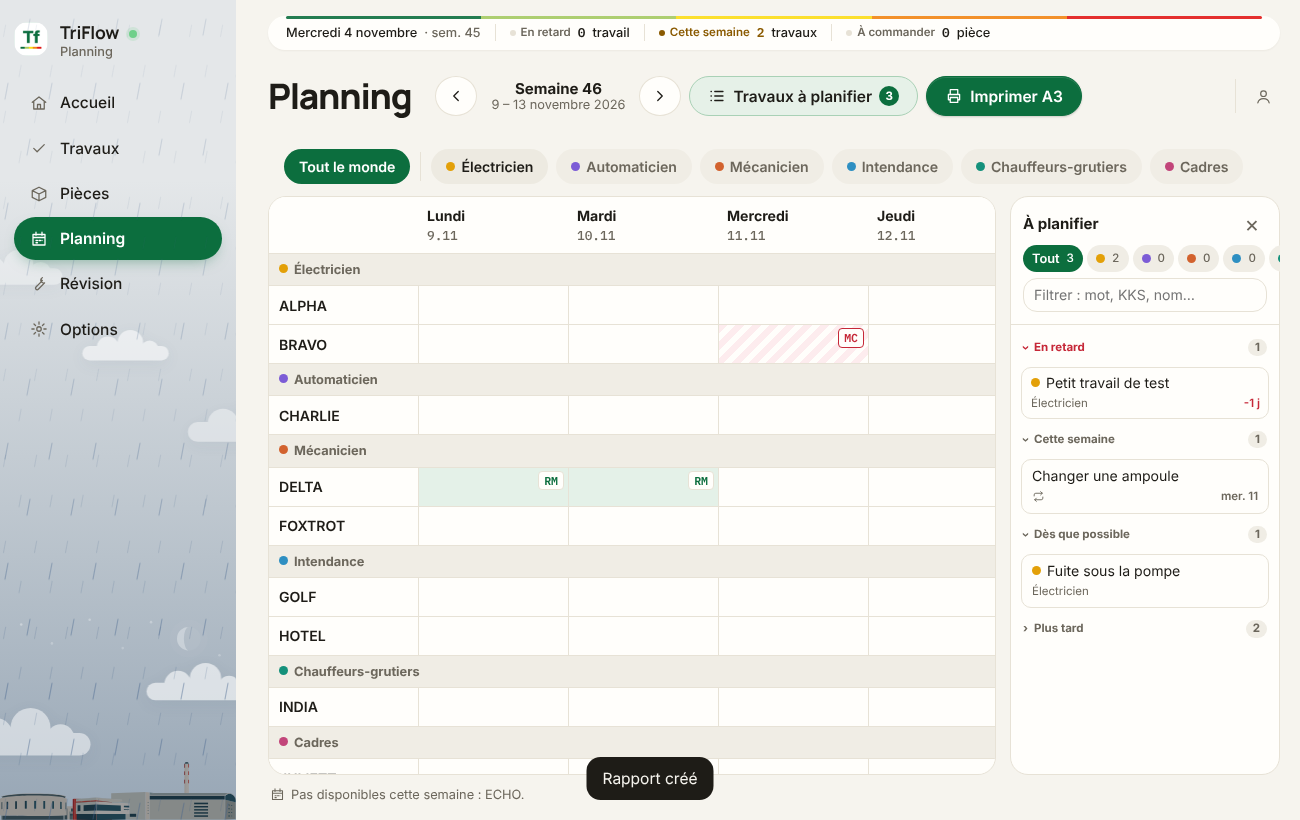 Tf
TriFlow
Planning
Accueil
Travaux
Pièces
Planning
Révision
Options
Mercredi 4 novembre · sem. 45
En retard 0 travail
Cette semaine 2 travaux
À commander 0 pièce
Planning
Semaine 46
9 – 13 novembre 2026
Travaux à planifier 3
Imprimer A3
Tout le monde
Électricien
Automaticien
Mécanicien
Intendance
Chauffeurs-grutiers
Cadres
Lundi
9.11
Mardi
10.11
Mercredi
11.11
Jeudi
12.11
Électricien
ALPHA
BRAVO
MC
Automaticien
CHARLIE
Mécanicien
DELTA
RM
RM
FOXTROT
Intendance
GOLF
HOTEL
Chauffeurs-grutiers
INDIA
Cadres
Pas disponibles cette semaine : ECHO.
Rapport créé
À planifier
Tout 3
2
0
0
0
Filtrer : mot, KKS, nom...
En retard 1
Petit travail de test
Électricien -1 j
Cette semaine 1
Changer une ampoule
mer. 11
Dès que possible 1
Fuite sous la pompe
Électricien
Plus tard 2